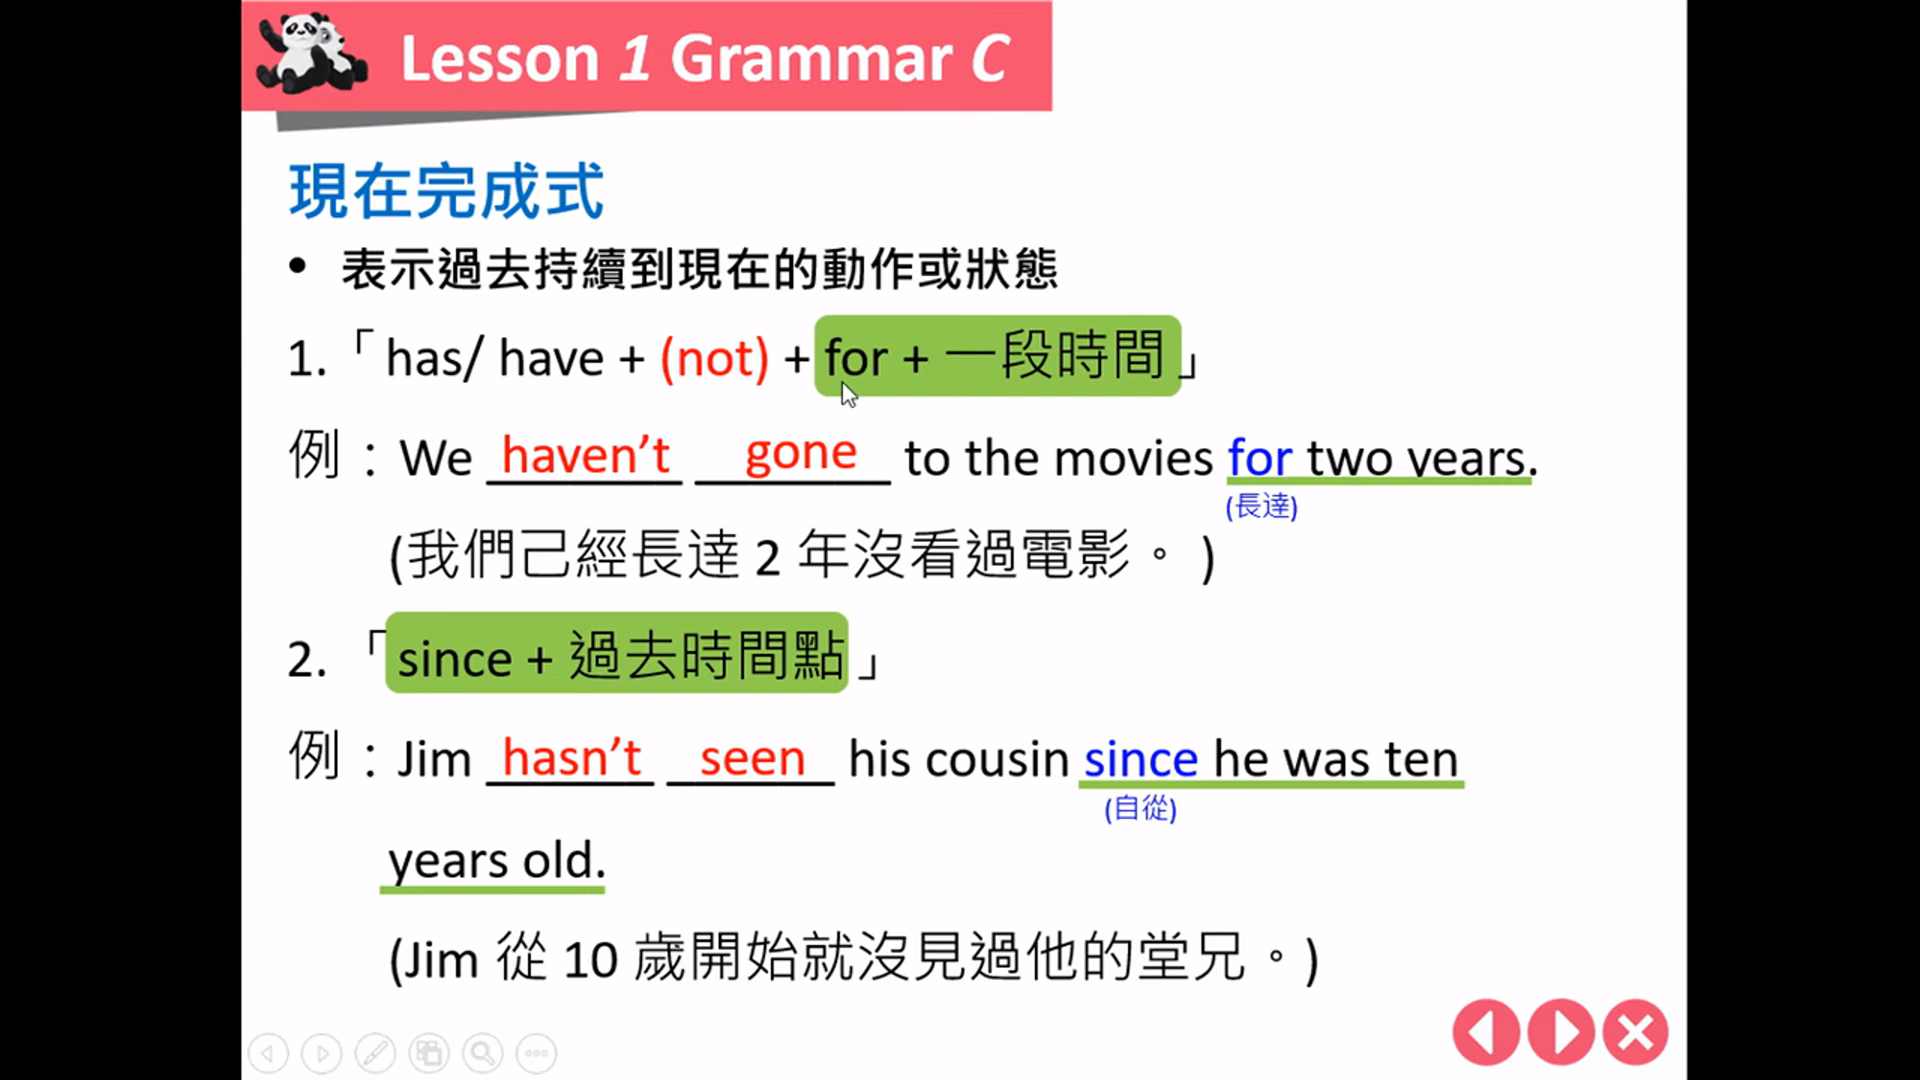 Lesson 1 Grammar C
現在完成式
• 表示過去持續到現在的動作或狀態
1.「has/ have + (not) + for + 一段時間」
例：We haven’t gone to the movies for two years.
(長達)
(我們己經長達 2 年沒看過電影。)
2.「since + 過去時間點」
例：Jim hasn’t seen his cousin since he was ten
(自從)
years old.
(Jim 從 10 歲開始就沒見過他的堂兄。)